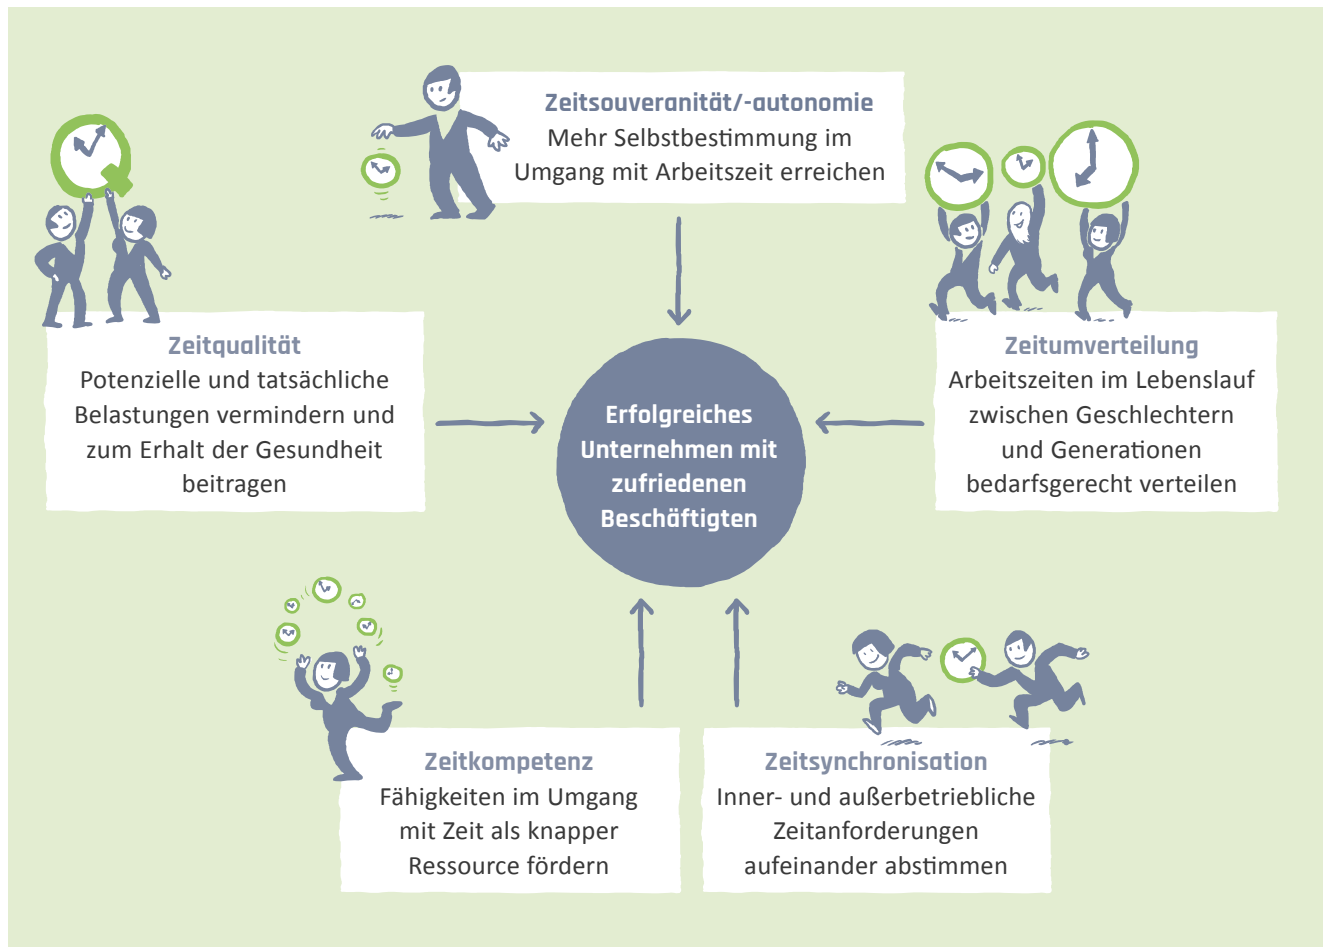 Zeitsouveranität/-autonomie
Mehr Selbstbestimmung im
Umgang mit Arbeitszeit erreichen
Zeitqualität
Potenzielle und tatsächliche
Belastungen vermindern und
zum Erhalt der Gesundheit
beitragen
Erfolgreiches
Unternehmen mit
zufriedenen
Beschäftigten
Zeitumverteilung
Arbeitszeiten im Lebenslauf
zwischen Geschlechtern
und Generationen
bedarfsgerecht verteilen
Zeitkompetenz
Fähigkeiten im Umgang
mit Zeit als knapper
Ressource fördern
Zeitsynchronisation
Inner- und außerbetriebliche
Zeitanforderungen
aufeinander abstimmen